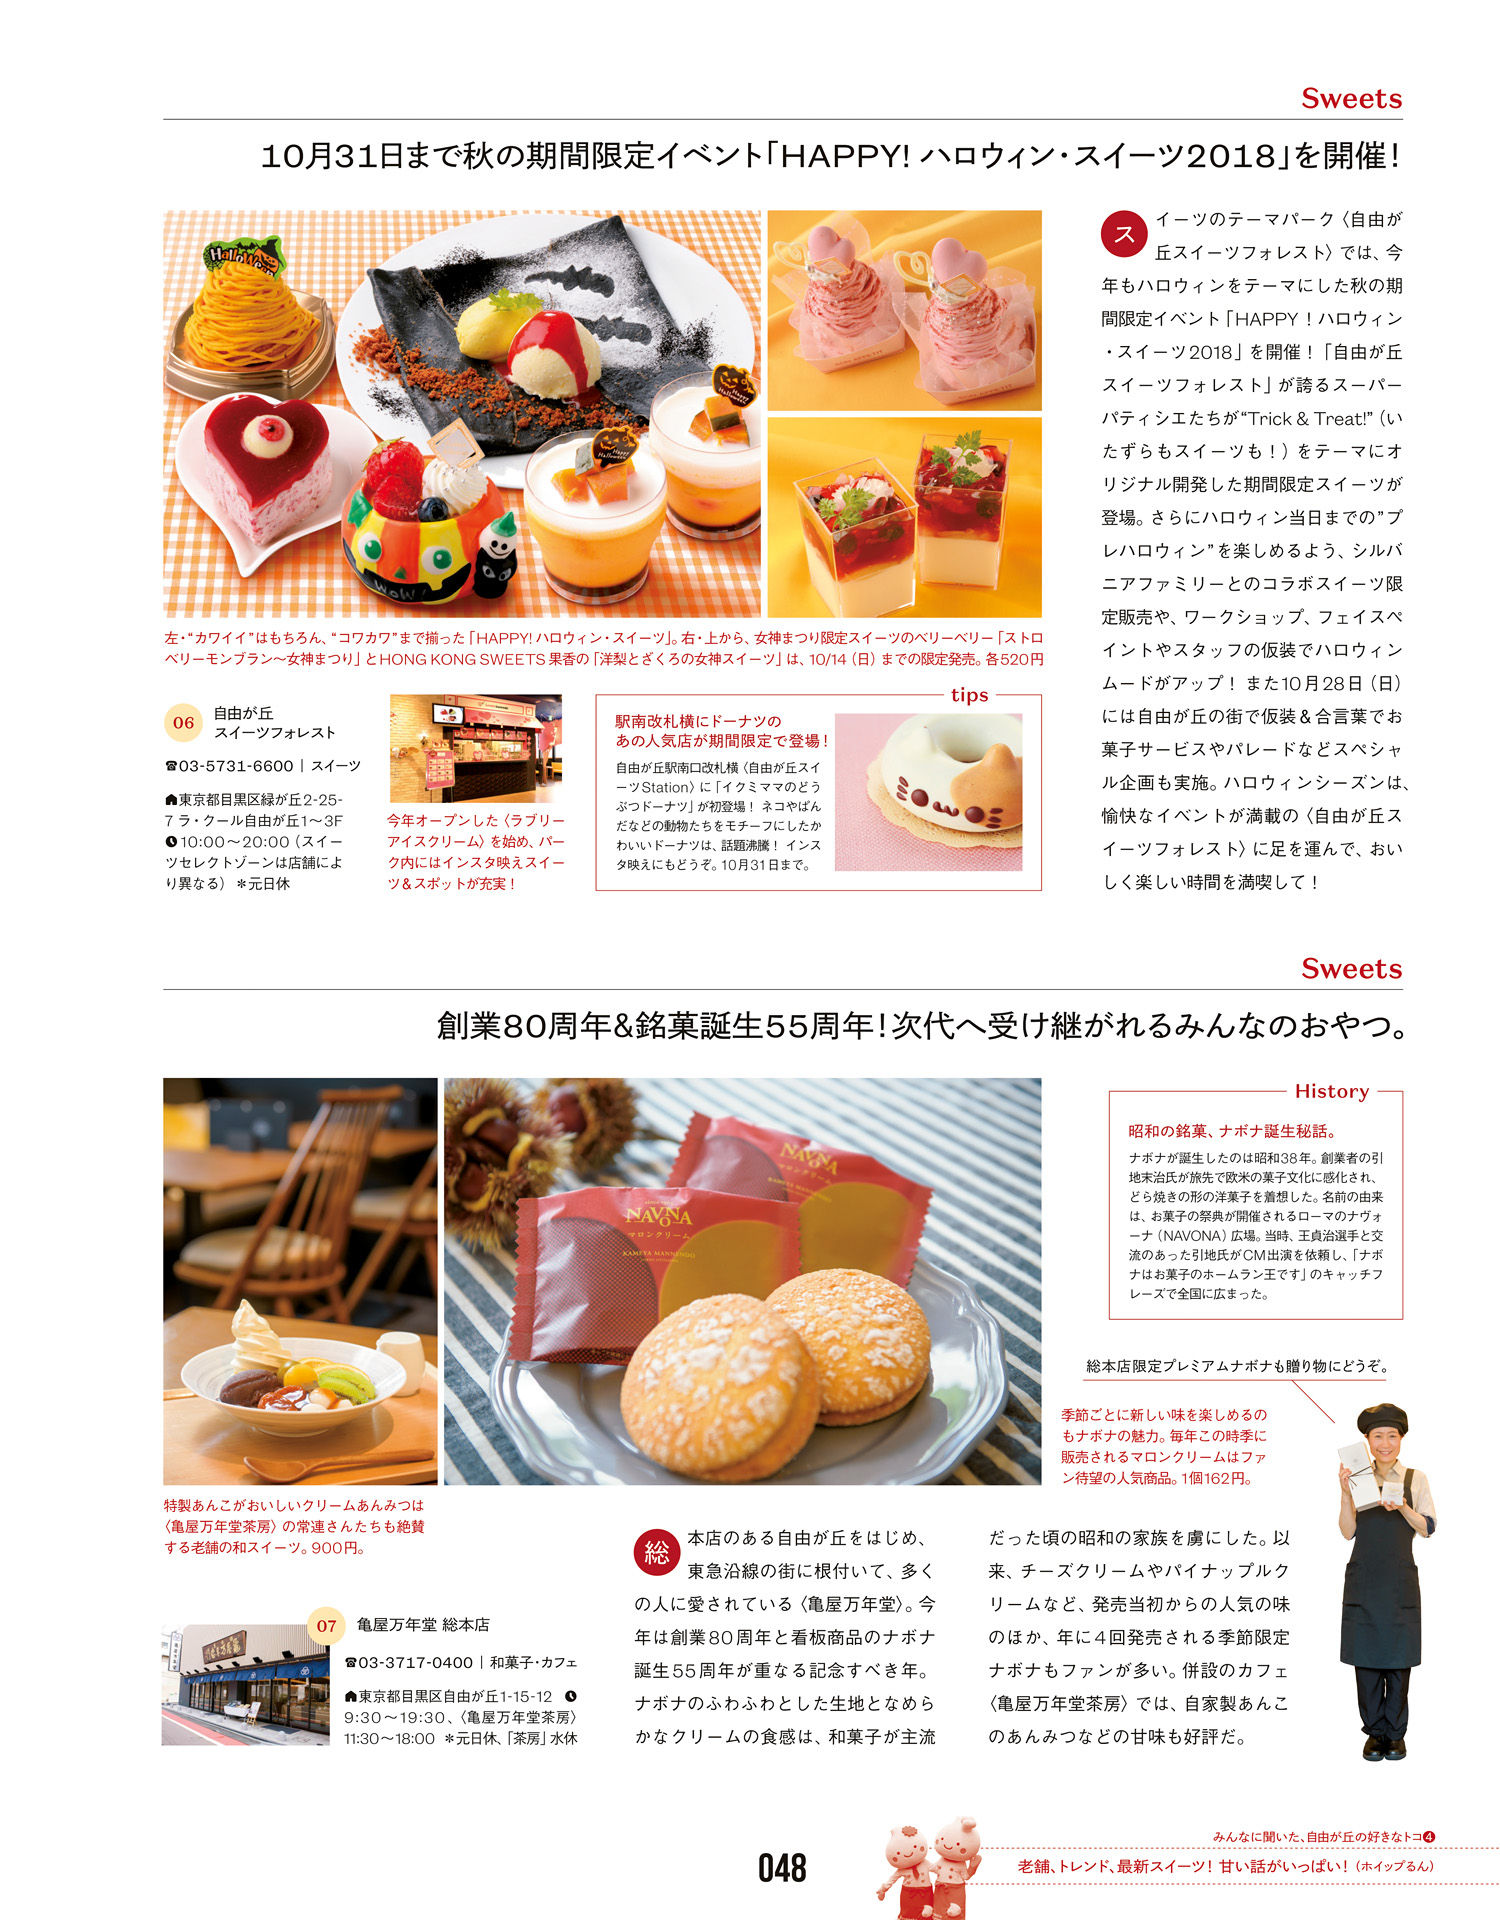 Sweets
10月31日まで秋の期間限定イベント「HAPPY! ハロウィン・スイーツ2018」を開催!
スイーツのテーマパーク〈自由が
丘スイーツフォレスト〉では、今
年もハロウィンをテーマにした秋の期
間限定イベント「HAPPY!ハロウィン
・スイーツ2018」を開催!「自由が丘
スイーツフォレスト」が誇るスーパー
パティシエたちが“Trick & Treat!”(い
たずらもスイーツも!)をテーマにオ
リジナル開発した期間限定スイーツが
登場。さらにハロウィン当日までの”プ
レハロウィン”を楽しめるよう、シルバ
ニアファミリーとのコラボスイーツ限
定販売や、ワークショップ、フェイスペ
イントやスタッフの仮装でハロウィン
ムードがアップ! また10月28日(日)
には自由が丘の街で仮装&合言葉でお
菓子サービスやパレードなどスペシャ
ル企画も実施。ハロウィンシーズンは、
愉快なイベントが満載の〈自由が丘ス
イーツフォレスト〉に足を運んで、おい
しく楽しい時間を満喫して!
Halloween
Happy Halloween
Happy Halloween
WOW!
左・“カワイイ”はもちろん、“コワカワ”まで揃った「HAPPY! ハロウィン・スイーツ」。右・上から、女神まつり限定スイーツのベリーベリー「ストロ
ベリーモンブラン〜女神まつり」とHONG KONG SWEETS 果香の「洋梨とざくろの女神スイーツ」は、10/14(日)までの限定発売。各520円
06
自由が丘
スイーツフォレスト
☎03-5731-6600 | スイーツ
東京都目黒区緑が丘2-25-
7 ラ・クール自由が丘1〜3F
10:00〜20:00(スイー
ツセレクトゾーンは店舗によ
り異なる) *元日休
今年オープンした〈ラブリー
アイスクリーム〉を始め、パー
ク内にはインスタ映えスイー
ツ&スポットが充実!
tips
駅南改札横にドーナツの
あの人気店が期間限定で登場!
自由が丘駅南口改札横〈自由が丘スイ
ーツStation〉に「イクミママのどう
ぶつドーナツ」が初登場! ネコやぱん
だなどの動物たちをモチーフにしたか
わいいドーナツは、話題沸騰! インス
タ映えにもどうぞ。10月31日まで。
Sweets
創業80周年&銘菓誕生55周年!次代へ受け継がれるみんなのおやつ。
NAVONA
NAVONA
マロンクリーム
KAMEYA MANNENDO
History
昭和の銘菓、ナボナ誕生秘話。
ナボナが誕生したのは昭和38年。創業者の引
地末治氏が旅先で欧米の菓子文化に感化され、
どら焼きの形の洋菓子を着想した。名前の由来
は、お菓子の祭典が開催されるローマのナヴォ
ーナ(NAVONA)広場。当時、王貞治選手と交
流のあった引地氏がCM出演を依頼し、「ナボ
ナはお菓子のホームラン王です」のキャッチフ
レーズで全国に広まった。
総本店限定プレミアムナボナも贈り物にどうぞ。
季節ごとに新しい味を楽しめるの
もナボナの魅力。毎年この時季に
販売されるマロンクリームはファ
ン待望の人気商品。1個162円。
特製あんこがおいしいクリームあんみつは
〈亀屋万年堂茶房〉の常連さんたちも絶賛
する老舗の和スイーツ。900円。
07
亀屋万年堂 総本店
☎03-3717-0400 | 和菓子・カフェ
東京都目黒区自由が丘1-15-12
9:30〜19:30、〈亀屋万年堂茶房〉
11:30〜18:00 *元日休、「茶房」水休
総本店のある自由が丘をはじめ、
東急沿線の街に根付いて、多く
の人に愛されている〈亀屋万年堂〉。今
年は創業80周年と看板商品のナボナ
誕生55周年が重なる記念すべき年。
ナボナのふわふわとした生地となめら
かなクリームの食感は、和菓子が主流
だった頃の昭和の家族を虜にした。以
来、チーズクリームやパイナップルク
リームなど、発売当初からの人気の味
のほか、年に4回発売される季節限定
ナボナもファンが多い。併設のカフェ
〈亀屋万年堂茶房〉では、自家製あんこ
のあんみつなどの甘味も好評だ。
048
みんなに聞いた、自由が丘の好きなトコ❹
老舗、トレンド、最新スイーツ! 甘い話がいっぱい!(ホイップるん)